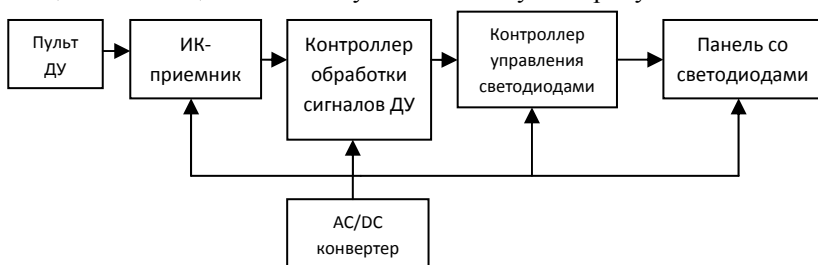 Пульт
ДУ
ИК-
приемник
Контроллер
обработки
сигналов ДУ
Контроллер
управления
светодиодами
Панель со
светодиодами
AC/DC
конвертер